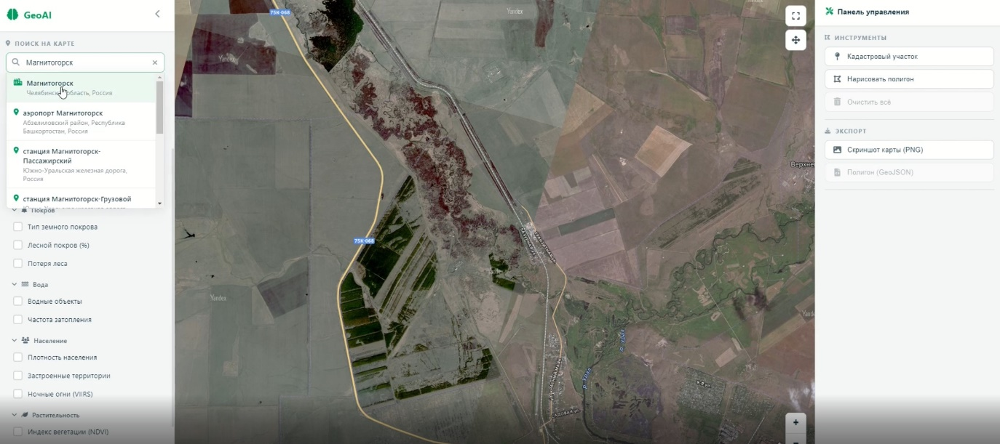 GeoAI
ПОИСК НА КАРТЕ
Магнитогорск
Магнитогорск
Челябинская область, Россия
аэропорт Магнитогорск
Абзелиловский район, Республика
Башкортостан, Россия
станция Магнитогорск-
Пассажирский
Южно-Уральская железная дорога,
Россия
станция Магнитогорск-Грузовой
Покров
Тип земного покрова
Лесной покров (%)
Потеря леса
Вода
Водные объекты
Частота затопления
Население
Плотность населения
Застроенные территории
Ночные огни (VIIRS)
Растительность
Индекс вегетации (NDVI)
75К-068
Yandex
Yandex
Верхне
75К-068
Yandex
Yande
р. Урал
р. Урал
САДОВАЯ ул.
Панель управления
ИНСТРУМЕНТЫ
Кадастровый участок
Нарисовать полигон
Очистить всё
ЭКСПОРТ
Скриншот карты (PNG)
Полигон (GeoJSON)